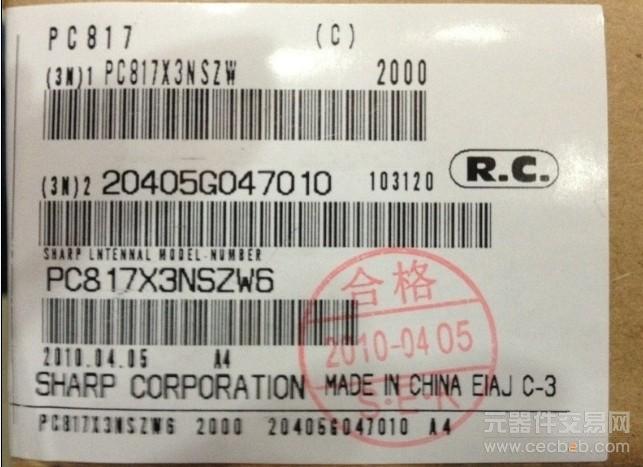 PC817 (C)
(3N)1 PC817X3NSZW 2000
(3N)2 20405G047010 103120 R.C.
SHARP LNTENNAL MODEL-NUMBER
PC817X3NSZW6
合格
2010-04 05
2010.04.05 A4
SHARP CORPORATION MADE IN CHINA EIAJ C-3
S·E·K
PC817X3NSZW6 2000 20405G047010 A4
元器件交易网
www.cecbeb.com